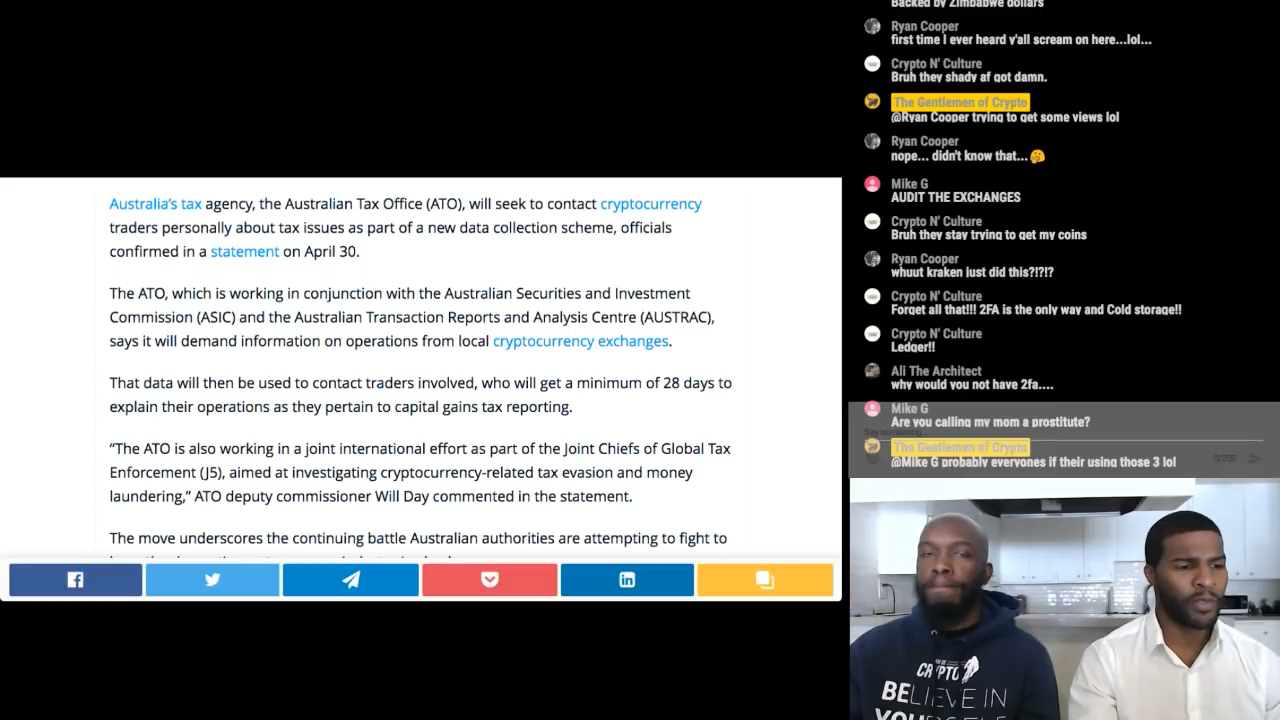 Australia's tax agency, the Australian Tax Office (ATO), will seek to contact cryptocurrency
traders personally about tax issues as part of a new data collection scheme, officials
confirmed in a statement on April 30.
The ATO, which is working in conjunction with the Australian Securities and Investment
Commission (ASIC) and the Australian Transaction Reports and Analysis Centre (AUSTRAC),
says it will demand information on operations from local cryptocurrency exchanges.
That data will then be used to contact traders involved, who will get a minimum of 28 days to
explain their operations as they pertain to capital gains tax reporting.
“The ATO is also working in a joint international effort as part of the Joint Chiefs of Global Tax
Enforcement (J5), aimed at investigating cryptocurrency-related tax evasion and money
laundering,” ATO deputy commissioner Will Day commented in the statement.
The move underscores the continuing battle Australian authorities are attempting to fight to
Backed by Zimbabwe dollars
Ryan Cooper
first time I ever heard y'all scream on here...lol...
Crypto N' Culture
Bruh they shady af got damn.
The Gentlemen of Crypto
@Ryan Cooper trying to get some views lol
Ryan Cooper
nope... didn't know that...🤔
Mike G
AUDIT THE EXCHANGES
Crypto N' Culture
Bruh they stay trying to get my coins
Ryan Cooper
whuut kraken just did this?!?!?
Crypto N' Culture
Forget all that!!! 2FA is the only way and Cold storage!!
Crypto N' Culture
Ledger!!
Ali The Architect
why would you not have 2fa....
Mike G
Are you calling my mom a prostitute?
Say something...
The Gentlemen of Crypto
@Mike G probably everyones if their using those 3 lol
0/200
CRYPTO
BELIEVE IN
YOURSELF